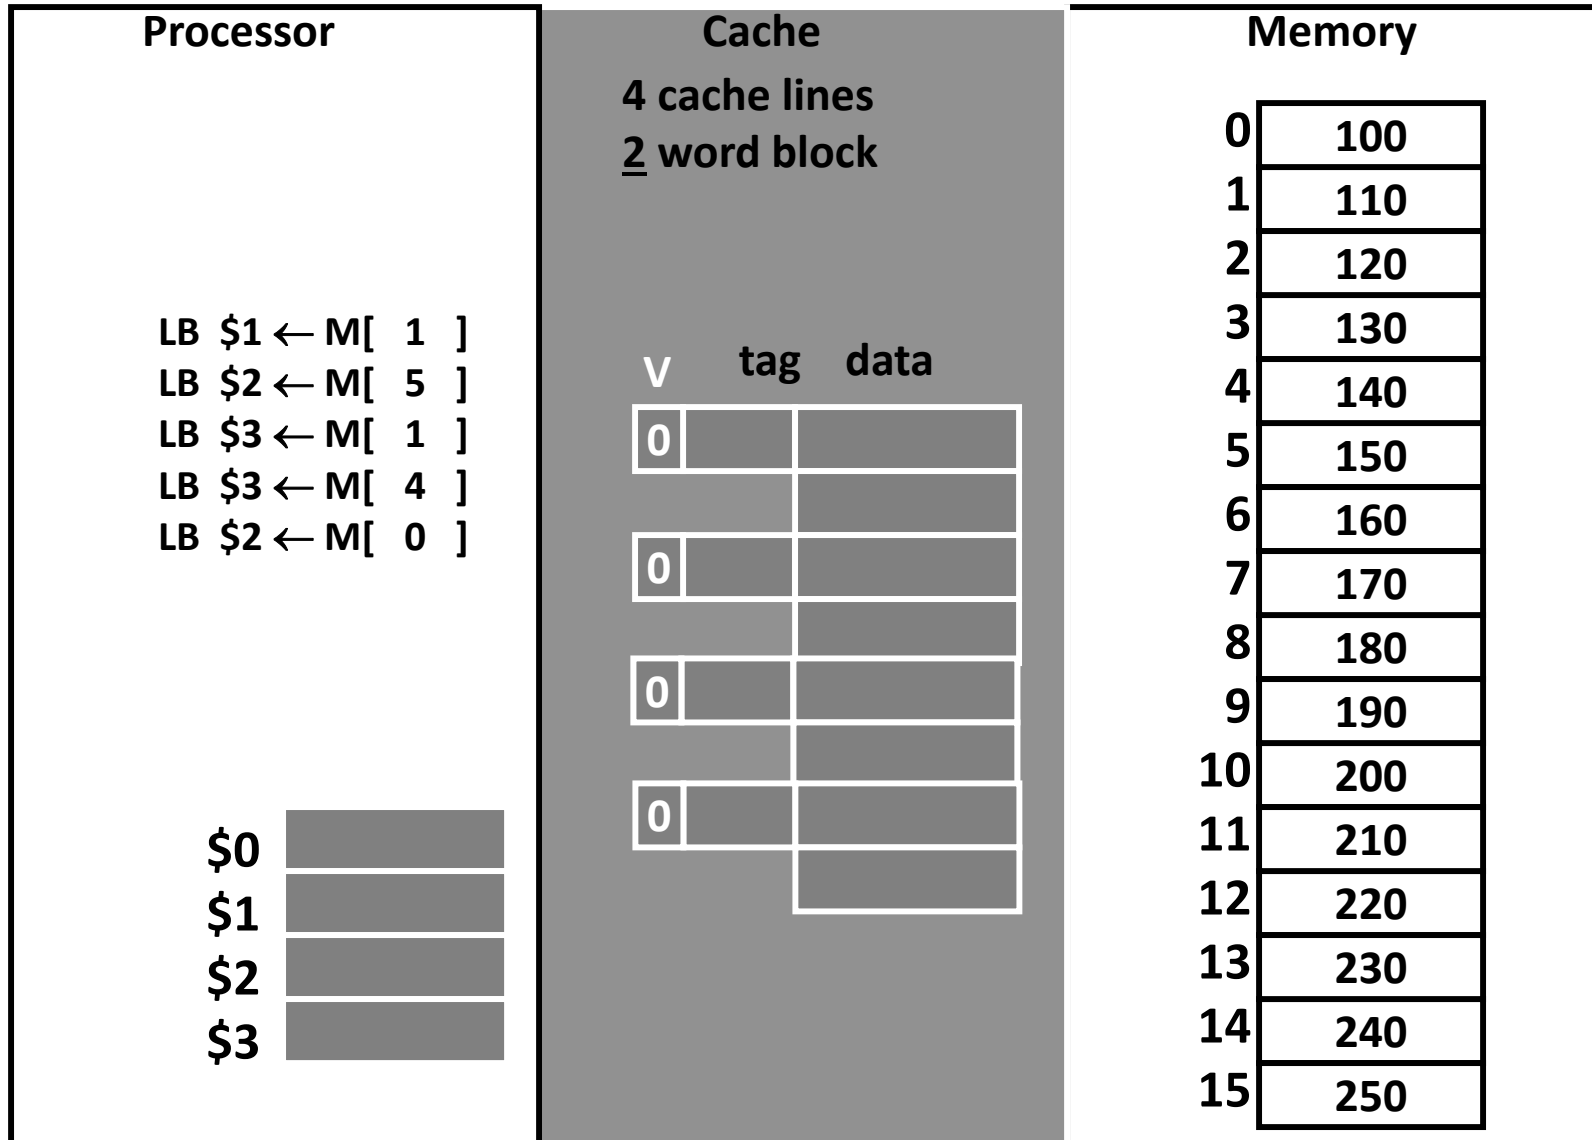 Processor
LB $1 ← M[ 1 ]
LB $2 ← M[ 5 ]
LB $3 ← M[ 1 ]
LB $3 ← M[ 4 ]
LB $2 ← M[ 0 ]
$0
$1
$2
$3
Cache
4 cache lines
2 word block
V tag data
0
0
0
0
Memory
0 100
1 110
2 120
3 130
4 140
5 150
6 160
7 170
8 180
9 190
10 200
11 210
12 220
13 230
14 240
15 250